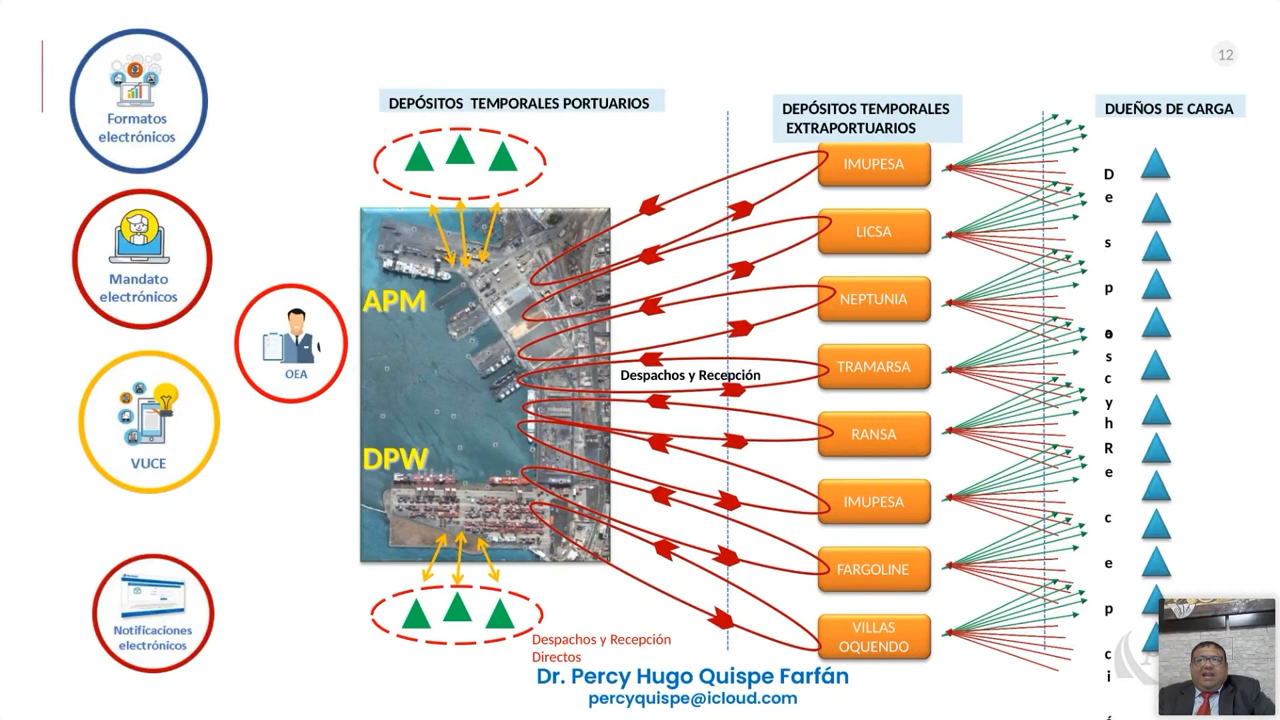 12
Formatos
electrónicos
Mandato
electrónicos
VUCE
Notificaciones
electrónicos
OEA
DEPÓSITOS TEMPORALES PORTUARIOS
APM
DPW
Despachos y Recepción
Despachos y Recepción
Directos
DEPÓSITOS TEMPORALES
EXTRAPORTUARIOS
IMUPESA
LICSA
NEPTUNIA
TRAMARSA
RANSA
IMUPESA
FARGOLINE
VILLAS
OQUENDO
DUEÑOS DE CARGA
D
e
s
p
a
s
c
y
h
R
e
c
e
p
c
i
Dr. Percy Hugo Quispe Farfán
percyquispe@icloud.com